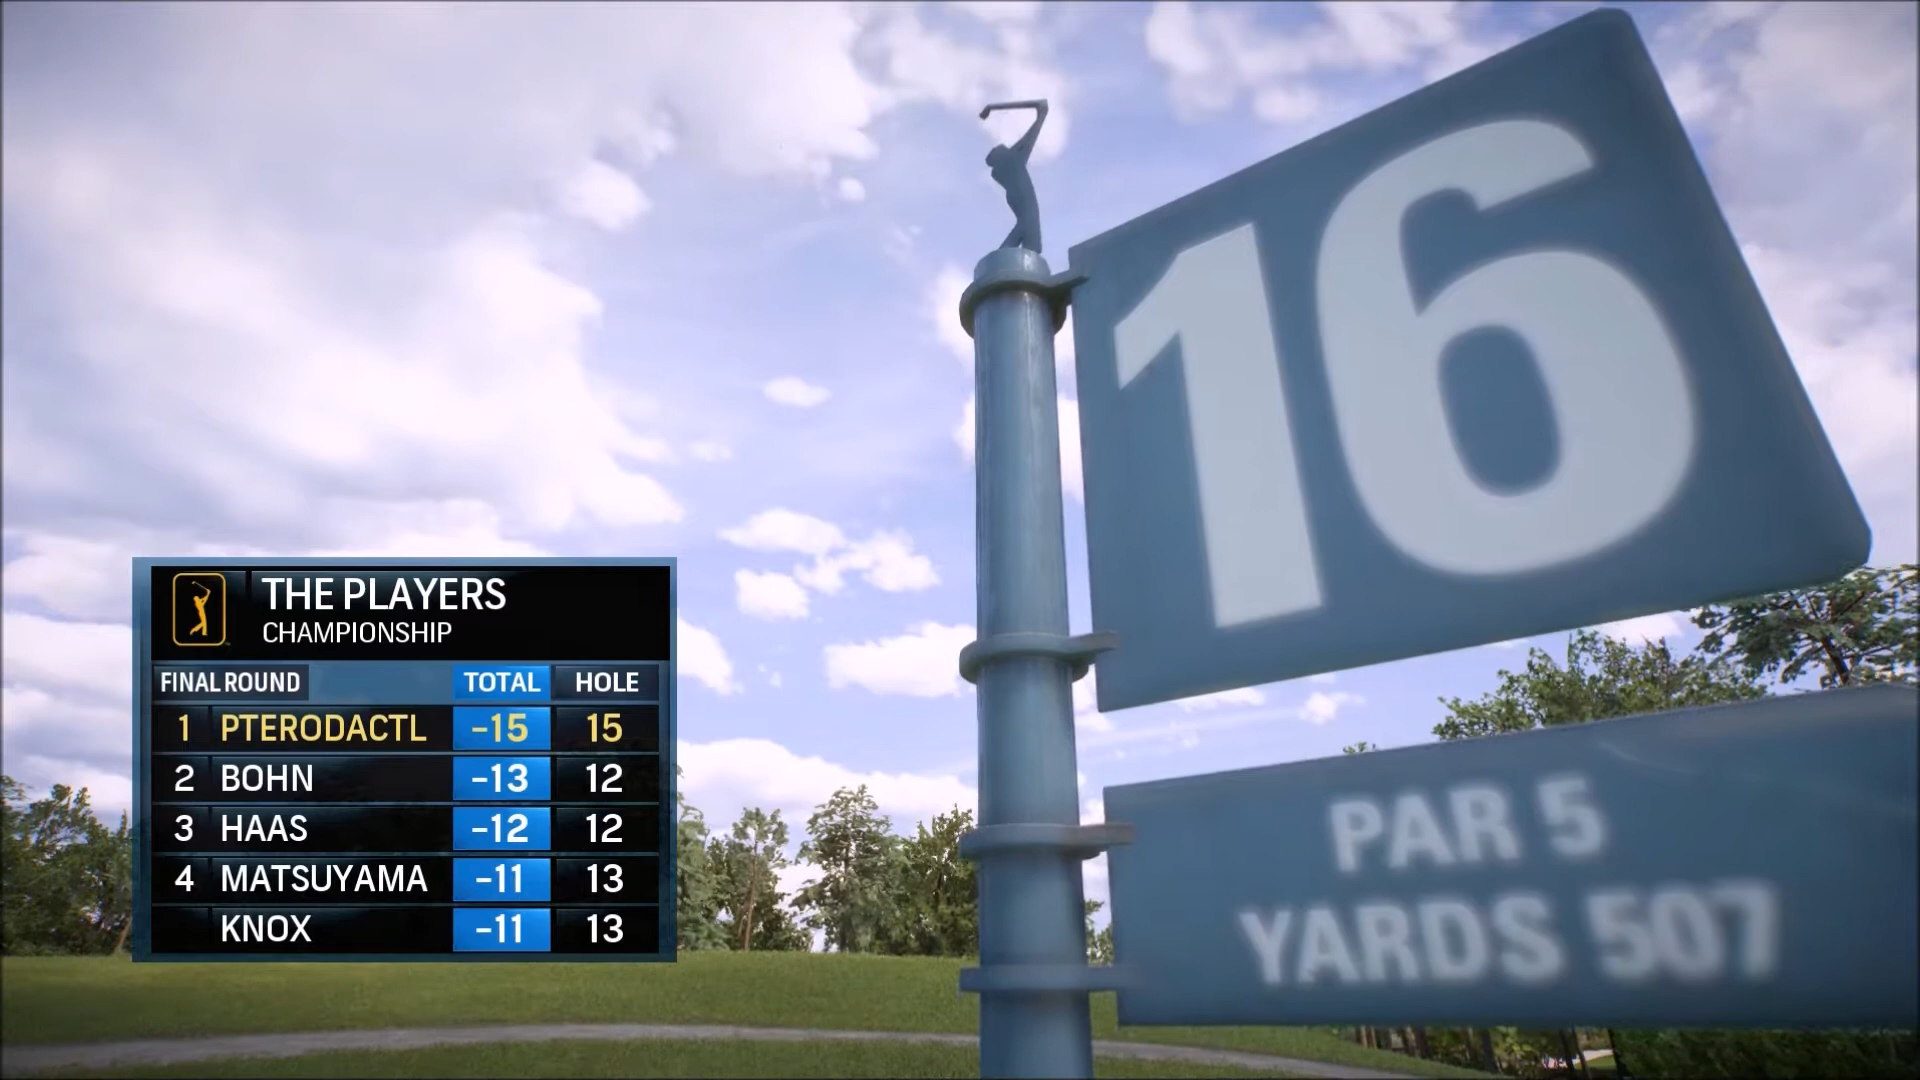 THE PLAYERS
CHAMPIONSHIP
FINAL ROUND TOTAL HOLE
1 PTERODACTL -15 15
2 BOHN -13 12
3 HAAS -12 12
4 MATSUYAMA -11 13
KNOX -11 13
16
PAR 5
YARDS 507